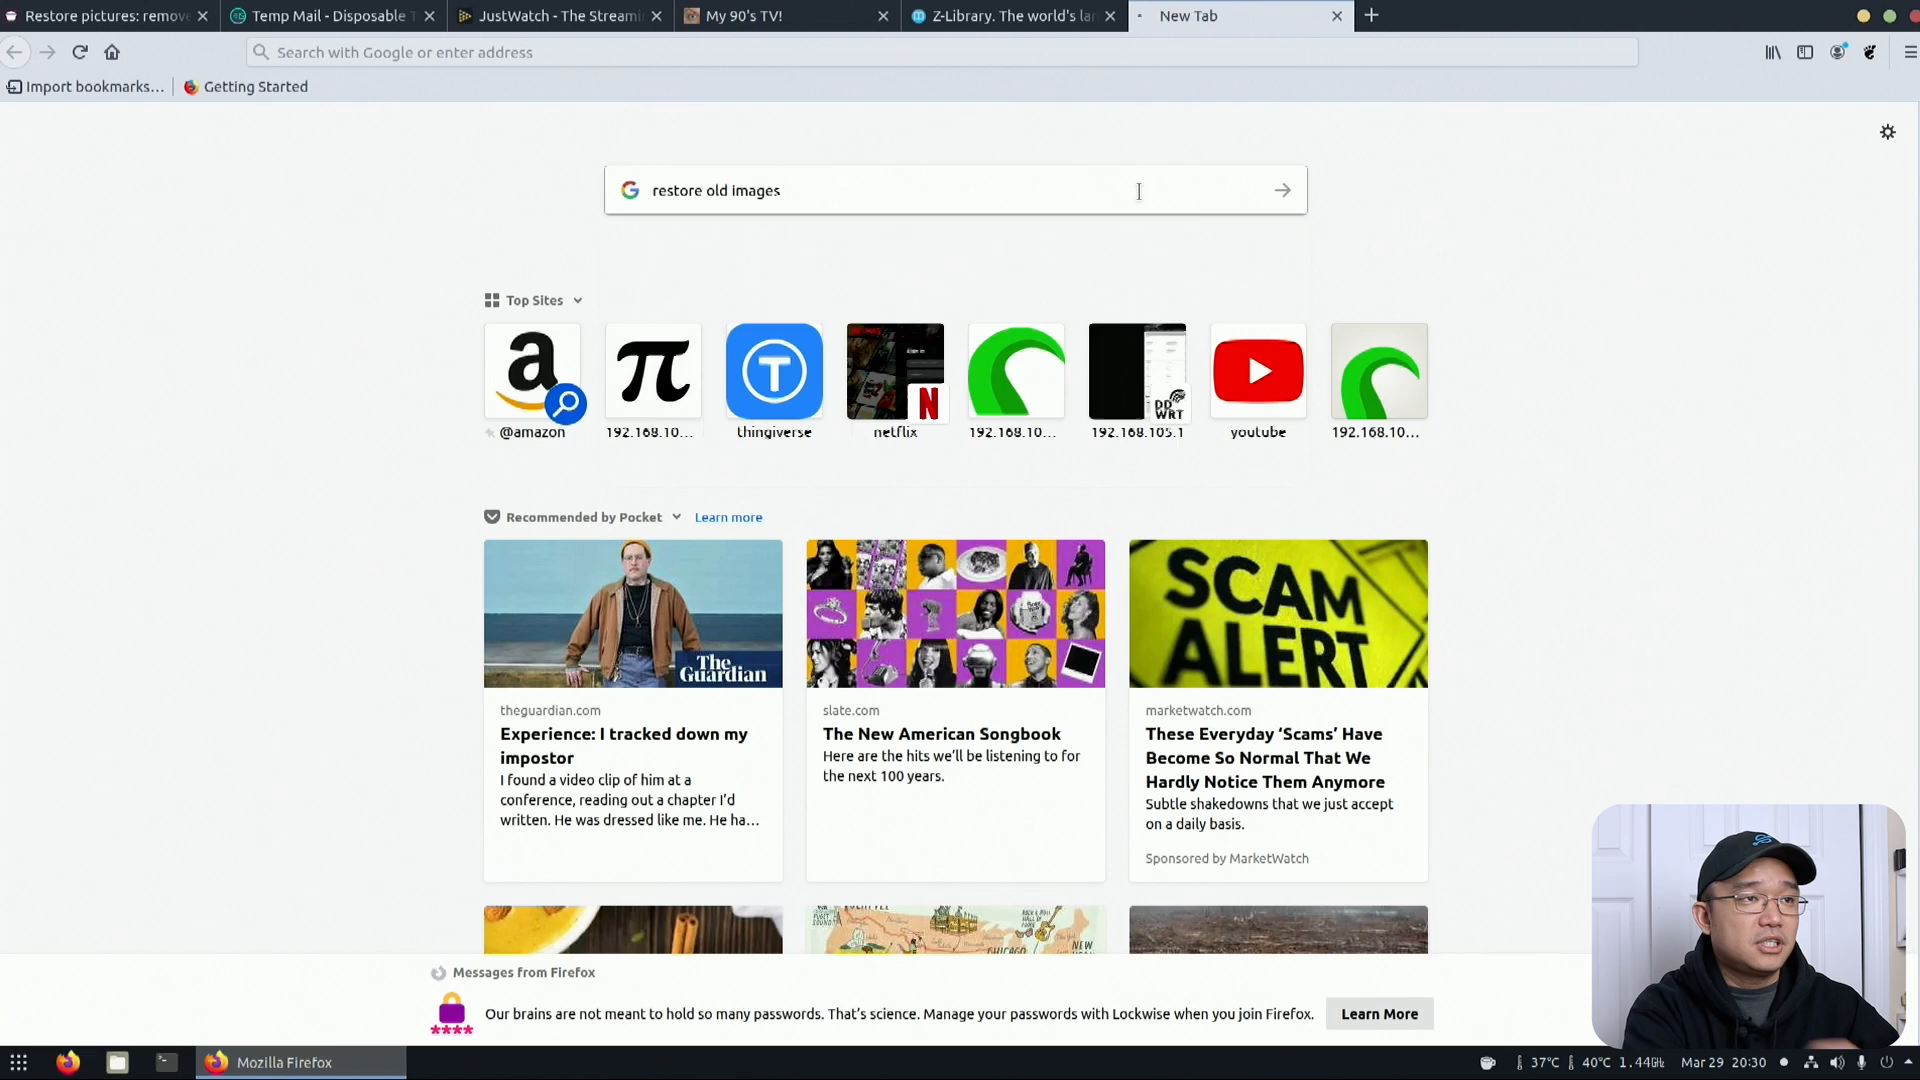 Restore pictures: remove
Temp Mail - Disposable T
JustWatch - The Streami
My 90's TV!
Z-Library. The world's lar
New Tab
Search with Google or enter address
Import bookmarks...
Getting Started
restore old images
Top Sites
@amazon
192.168.10...
thingiverse
netflix
192.168.10...
192.168.105.1
youtube
192.168.10...
DD
WRT
Recommended by Pocket
Learn more
The
Guardian
SCAM
ALERT
theguardian.com
Experience: I tracked down my
impostor
I found a video clip of him at a
conference, reading out a chapter I'd
written. He was dressed like me. He ha...
slate.com
The New American Songbook
Here are the hits we'll be listening to for
the next 100 years.
marketwatch.com
These Everyday 'Scams' Have
Become So Normal That We
Hardly Notice Them Anymore
Subtle shakedowns that we just accept
on a daily basis.
Sponsored by MarketWatch
CHICAGO
NEW
Messages from Firefox
Our brains are not meant to hold so many passwords. That's science. Manage your passwords with Lockwise when you join Firefox.
Learn More
Mozilla Firefox
37°C
40°C
1.44GHz
Mar 29 20:30